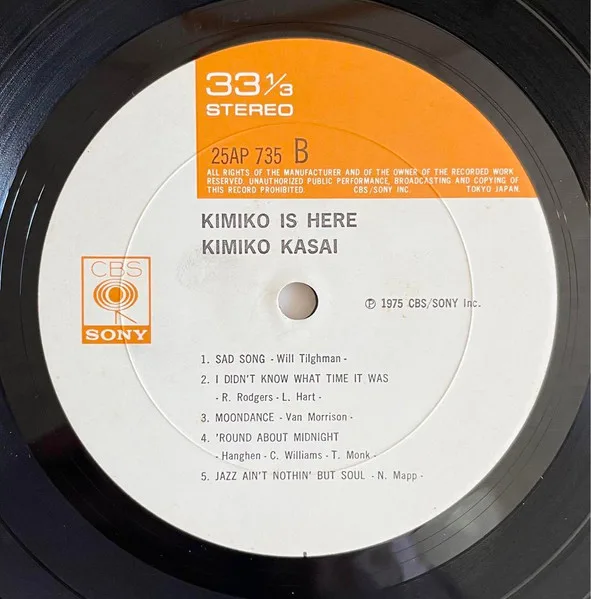 33 1/3
STEREO
25AP 735 B
ALL RIGHTS OF THE MANUFACTURER AND OF THE OWNER OF THE RECORDED WORK
RESERVED. UNAUTHORIZED PUBLIC PERFORMANCE, BROADCASTING AND COPYING OF
THIS RECORD PROHIBITED. CBS/SONY INC. TOKYO JAPAN.
KIMIKO IS HERE
KIMIKO KASAI
CBS
SONY
Ⓟ 1975 CBS/SONY Inc.
1. SAD SONG - Will Tilghman -
2. I DIDN'T KNOW WHAT TIME IT WAS
- R. Rodgers - L. Hart -
3. MOONDANCE - Van Morrison -
4. 'ROUND ABOUT MIDNIGHT
- Hanghen - C. Williams - T. Monk -
5. JAZZ AIN'T NOTHIN' BUT SOUL - N. Mapp -